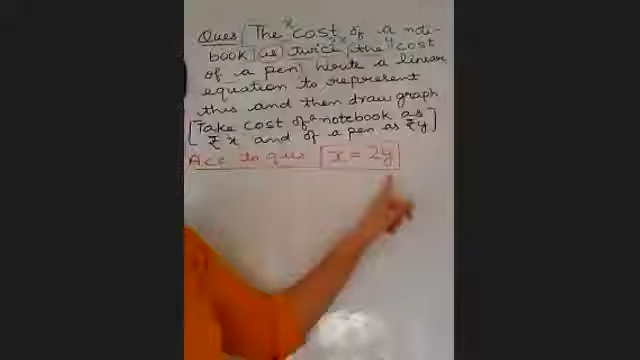 Ques The cost of a note-
book is twice the cost
of a pen. Write a linear
equation to represent
this and then draw graph
[Take cost of a notebook as
₹ x and of a pen as ₹ y]
Acc to ques x = 2y